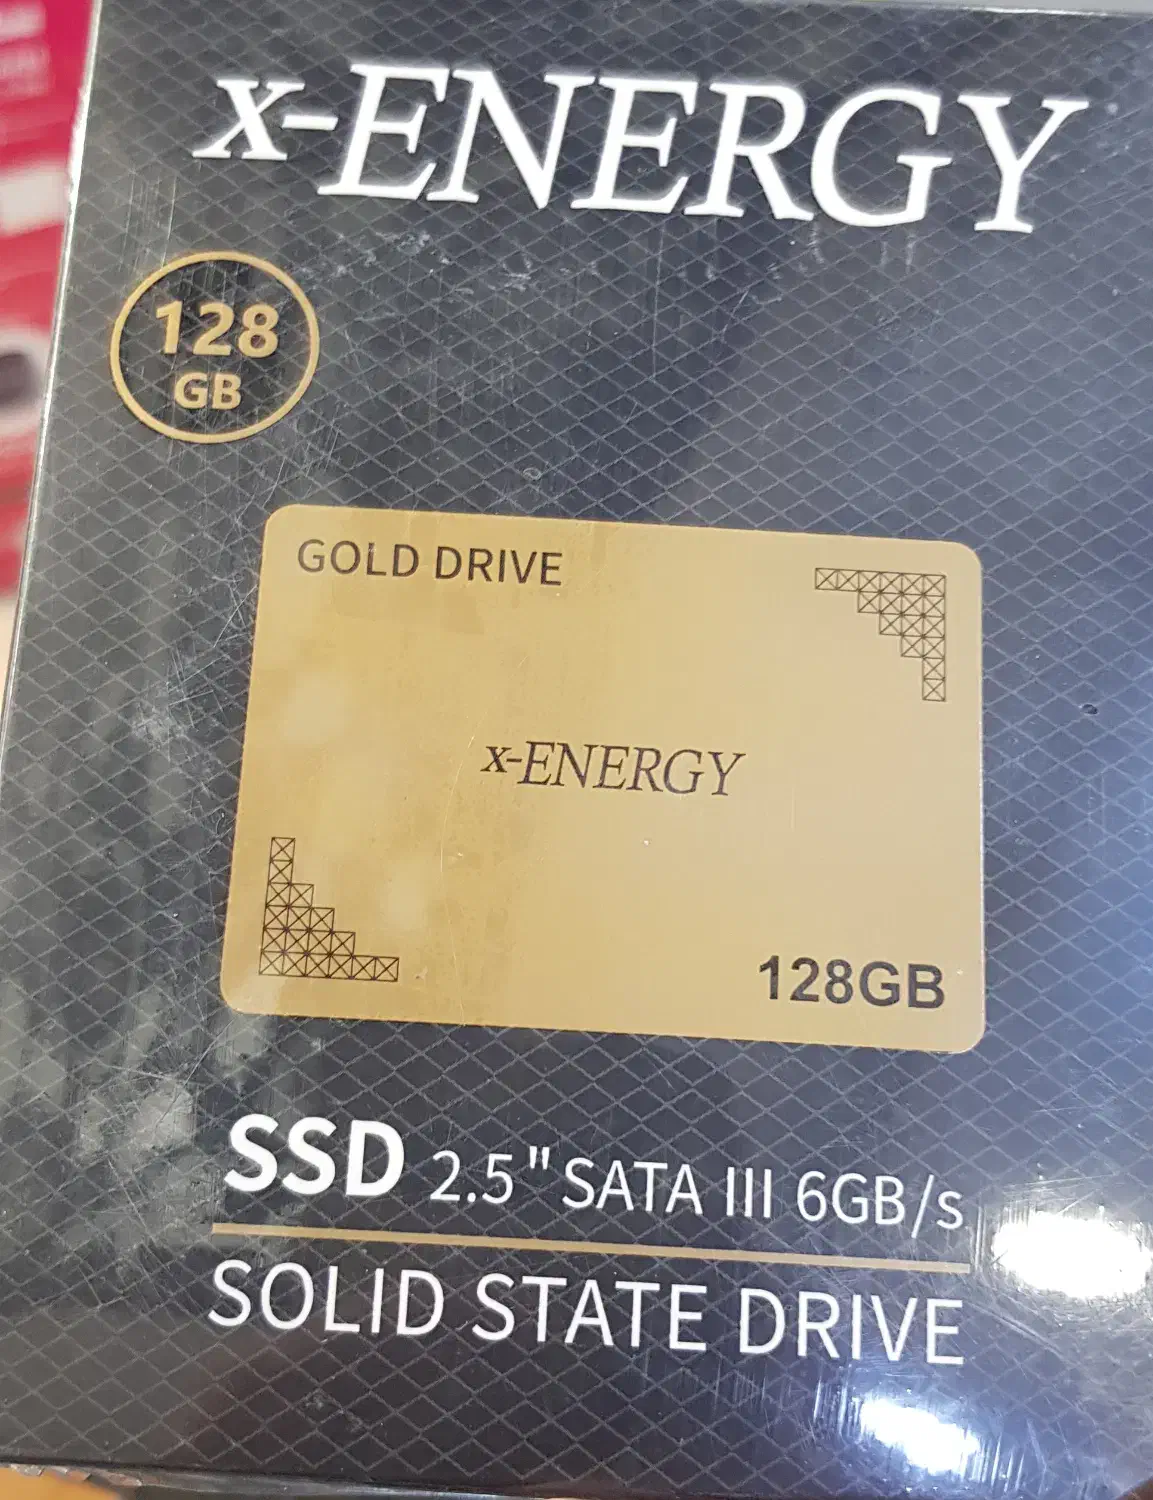 x-ENERGY
128
GB
GOLD DRIVE
x-ENERGY
128GB
SSD 2.5" SATA III 6GB/s
SOLID STATE DRIVE